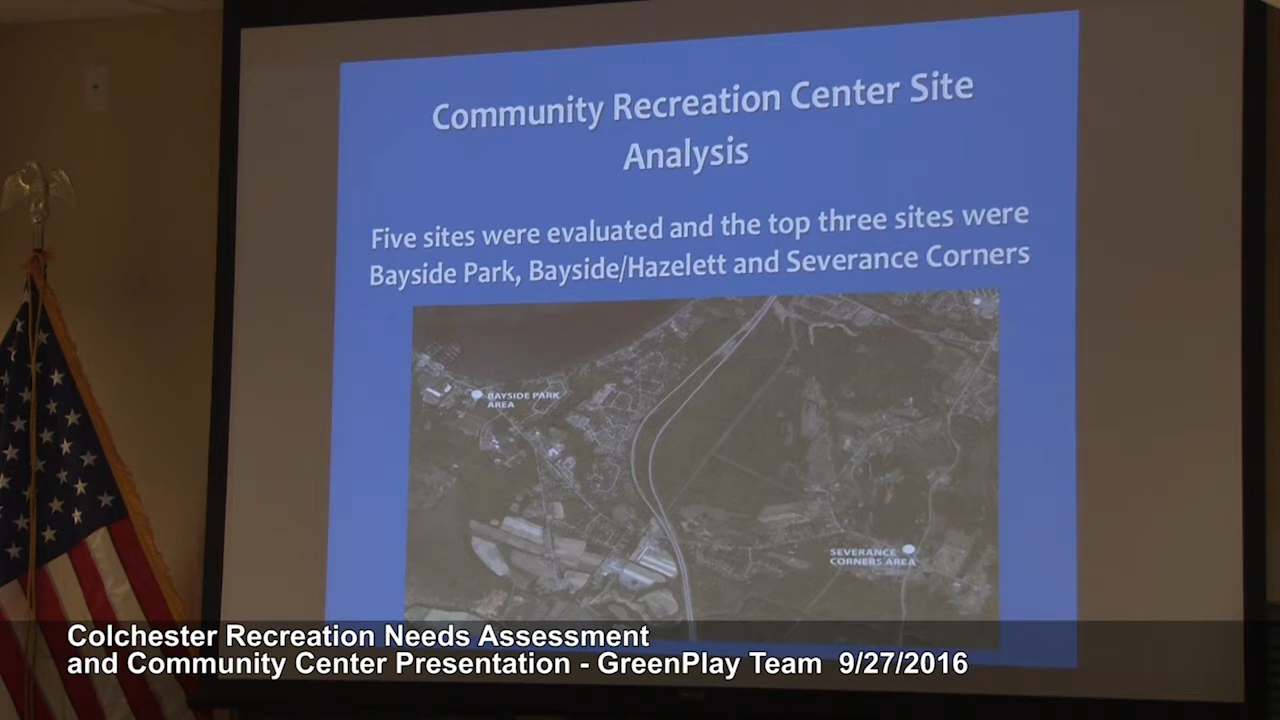 Community Recreation Center Site
Analysis
Five sites were evaluated and the top three sites were
Bayside Park, Bayside/Hazelett and Severance Corners
BAYSIDE PARK
AREA
SEVERANCE
CORNERS AREA
Colchester Recreation Needs Assessment
and Community Center Presentation - GreenPlay Team 9/27/2016